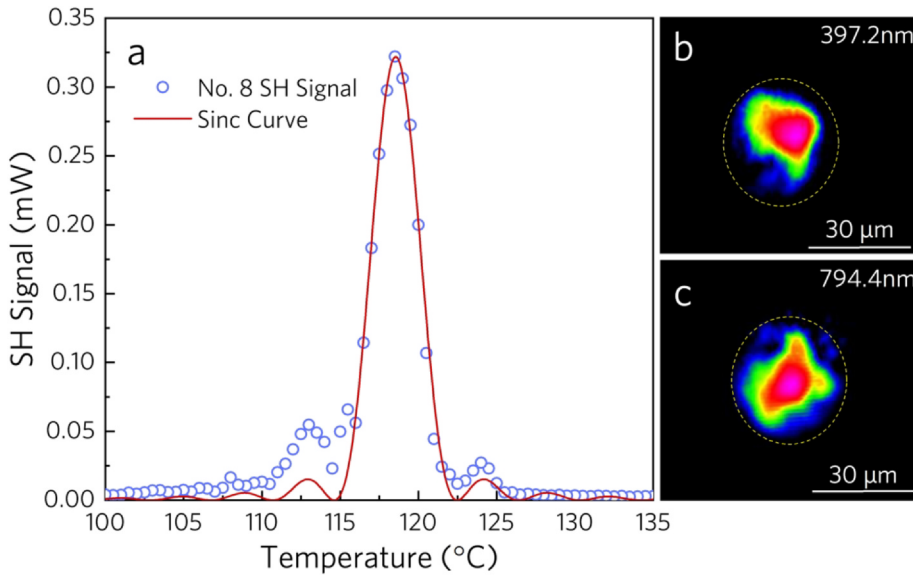 a
No. 8 SH Signal
Sinc Curve
SH Signal (mW)
0.35
0.30
0.25
0.20
0.15
0.10
0.05
0.00
100 105 110 115 120 125 130 135
Temperature (°C)
b
397.2nm
30 μm
c
794.4nm
30 μm